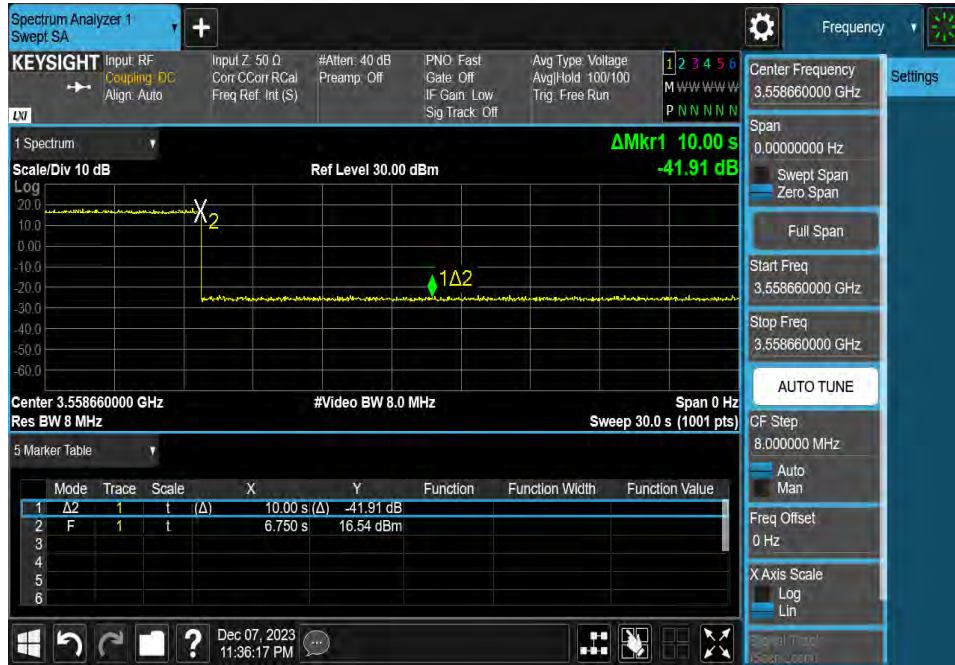 Spectrum Analyzer 1
Swept SA
+
Frequency
KEYSIGHT
Input: RF
Coupling: DC
Align: Auto
Input Z: 50 Ω
Corr CCorr RCal
Freq Ref: Int (S)
#Atten: 40 dB
Preamp: Off
PNO: Fast
Gate: Off
IF Gain: Low
Sig Track: Off
Avg Type: Voltage
Avg|Hold: 100/100
Trig: Free Run
1 2 3 4 5 6
M W W W W W
P N N N N N
LXI
1 Spectrum
ΔMkr1 10.00 s
-41.91 dB
Scale/Div 10 dB
Ref Level 30.00 dBm
Log
20.0
10.0
0.00
-10.0
-20.0
-30.0
-40.0
-50.0
-60.0
2
1Δ2
Center 3.558660000 GHz
#Video BW 8.0 MHz
Span 0 Hz
Res BW 8 MHz
Sweep 30.0 s (1001 pts)
5 Marker Table
Mode Trace Scale X Y Function Function Width Function Value
1 Δ2 1 t (Δ) 10.00 s (Δ) -41.91 dB
2 F 1 t 6.750 s 16.54 dBm
3
4
5
6
Center Frequency
3.558660000 GHz
Settings
Span
0.00000000 Hz
Swept Span
Zero Span
Full Span
Start Freq
3.558660000 GHz
Stop Freq
3.558660000 GHz
AUTO TUNE
CF Step
8.000000 MHz
Auto
Man
Freq Offset
0 Hz
X Axis Scale
Log
Lin
Signal Track
(Span Zoom)
?
Dec 07, 2023
11:36:17 PM